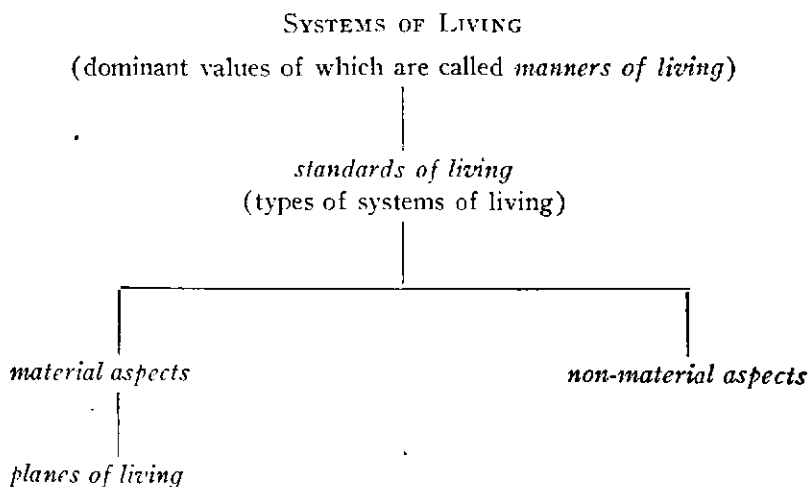 SYSTEMS OF LIVING
(dominant values of which are called manners of living)
standards of living
(types of systems of living)
material aspects
non-material aspects
planes of living